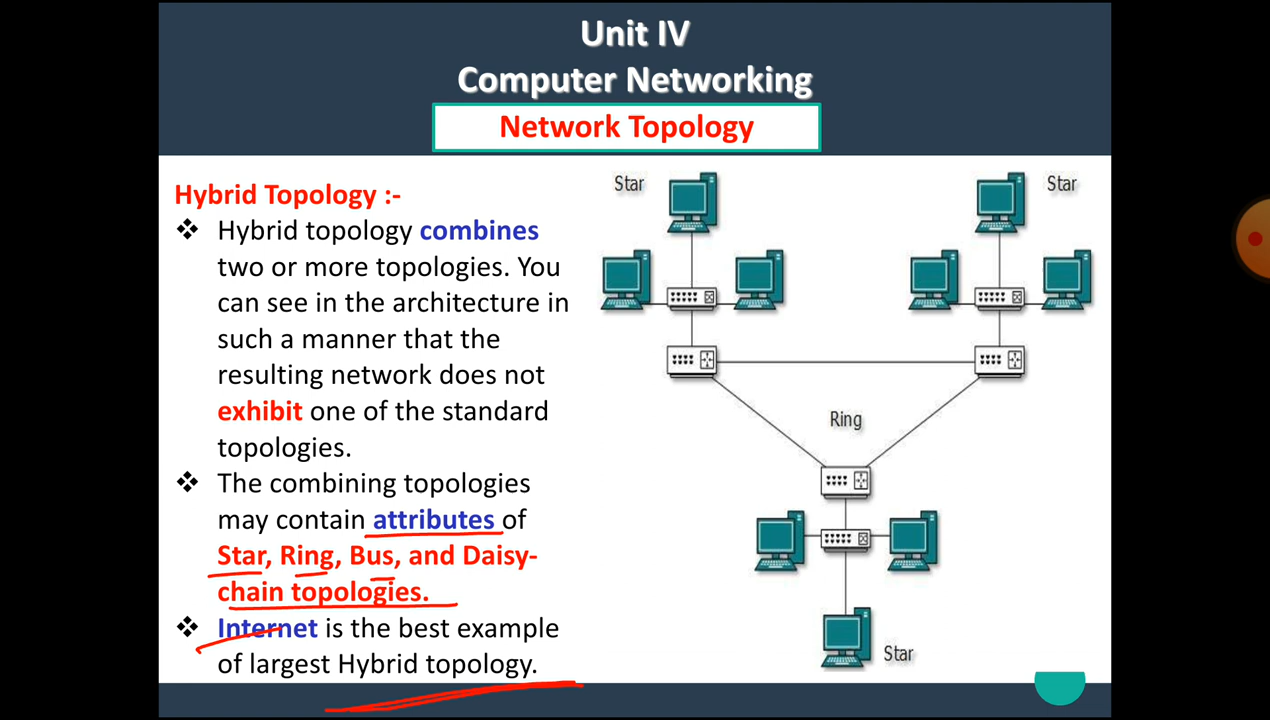 Unit IV
Computer Networking
Network Topology
Hybrid Topology :-
❖ Hybrid topology combines
two or more topologies. You
can see in the architecture in
such a manner that the
resulting network does not
exhibit one of the standard
topologies.
❖ The combining topologies
may contain attributes of
Star, Ring, Bus, and Daisy-
chain topologies.
❖ Internet is the best example
of largest Hybrid topology.
Star
Star
Ring
Star